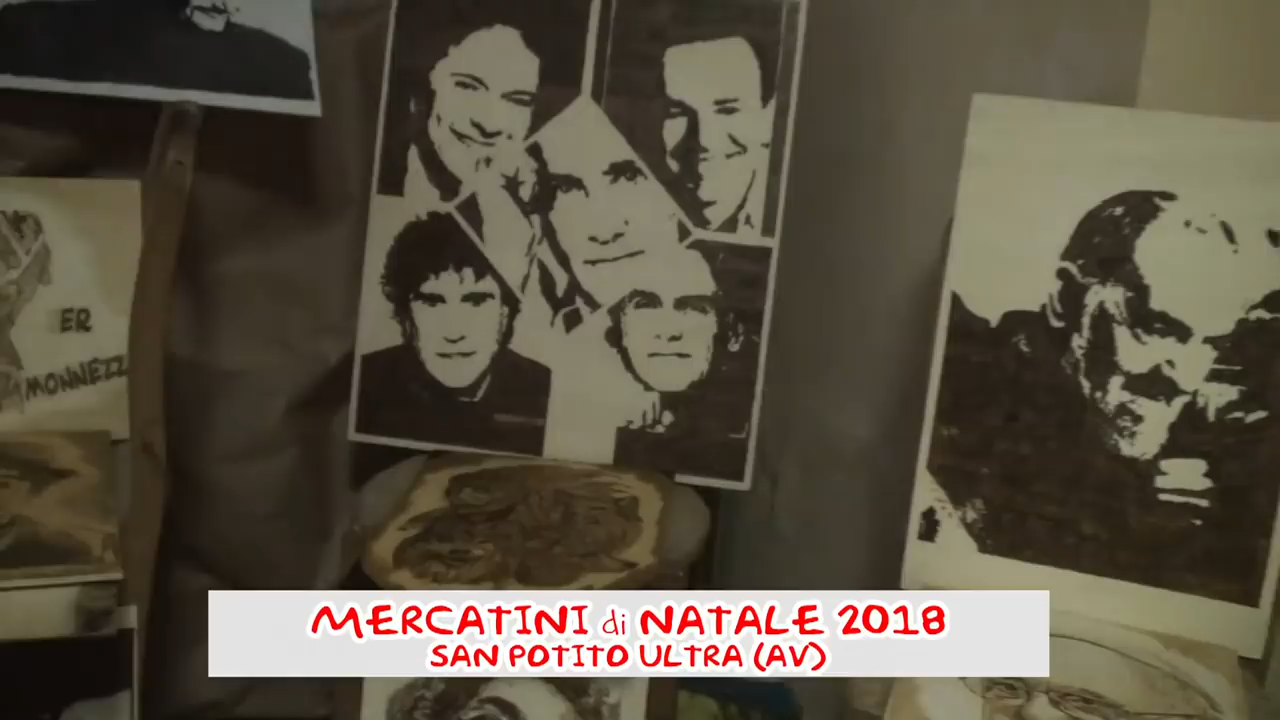 ER
MONNEZZ
MERCATINI di NATALE 2018
SAN POTITO ULTRA (AV)